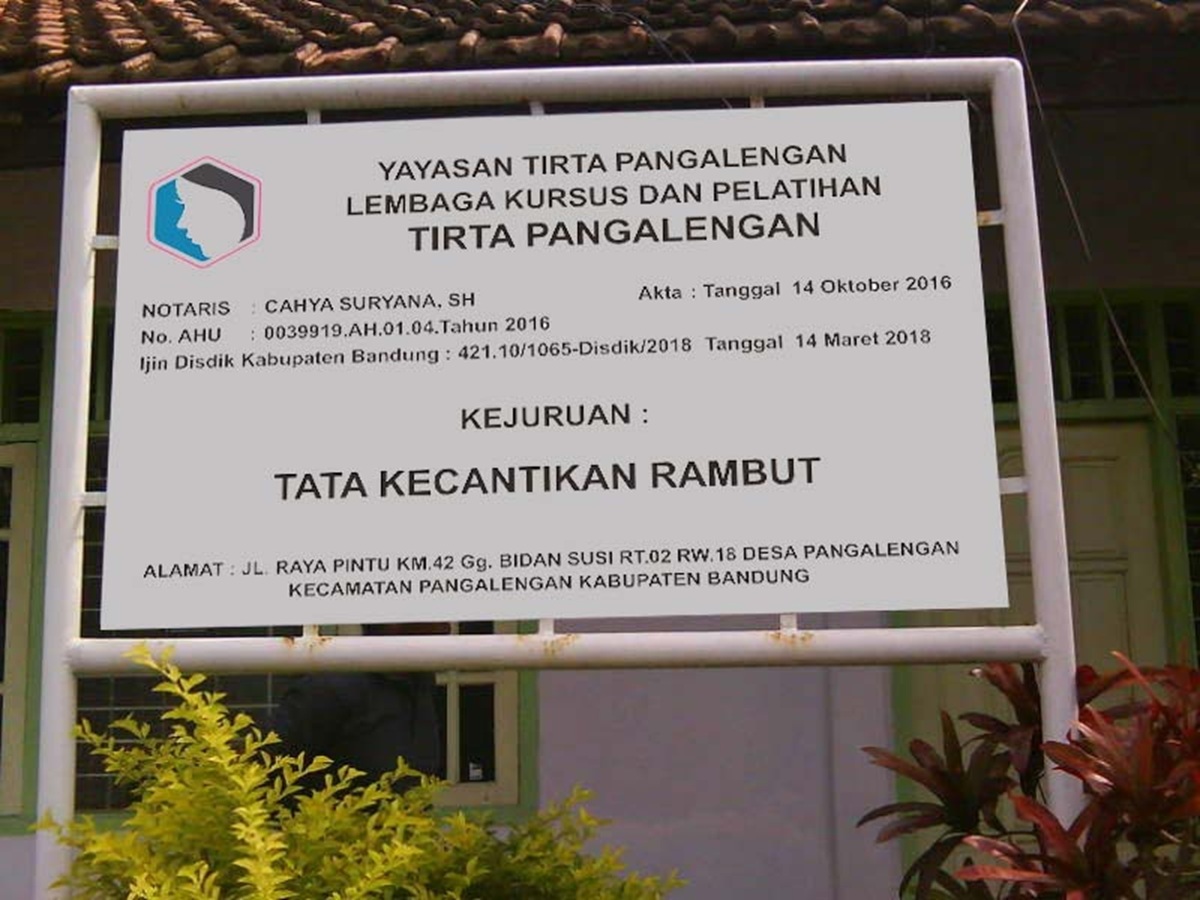 YAYASAN TIRTA PANGALENGAN
LEMBAGA KURSUS DAN PELATIHAN
TIRTA PANGALENGAN
NOTARIS : CAHYA SURYANA, SH Akta : Tanggal 14 Oktober 2016
No. AHU : 0039919.AH.01.04.Tahun 2016
Ijin Disdik Kabupaten Bandung : 421.10/1065-Disdik/2018 Tanggal 14 Maret 2018
KEJURUAN :
TATA KECANTIKAN RAMBUT
ALAMAT : JL. RAYA PINTU KM.42 Gg. BIDAN SUSI RT.02 RW.18 DESA PANGALENGAN
KECAMATAN PANGALENGAN KABUPATEN BANDUNG